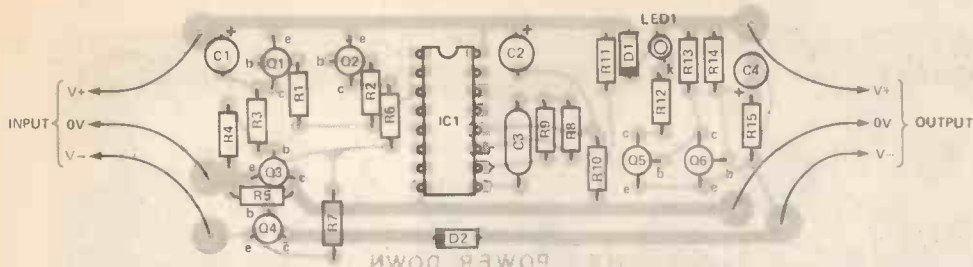 LED1
C1
e
b
Q1
c
R1
e
b
Q2
c
R2
R6
IC1
C2
R11
D1
k
R13
R14
C4
R12
R15
R4
R3
C3
R9
R8
R10
c
Q5
b
e
c
Q6
b
e
b
e
Q3
c
R5
b
Q4
e
c
R7
D2
INPUT
V+
0V
V−
V+
0V
V−
OUTPUT
POWER DOWN